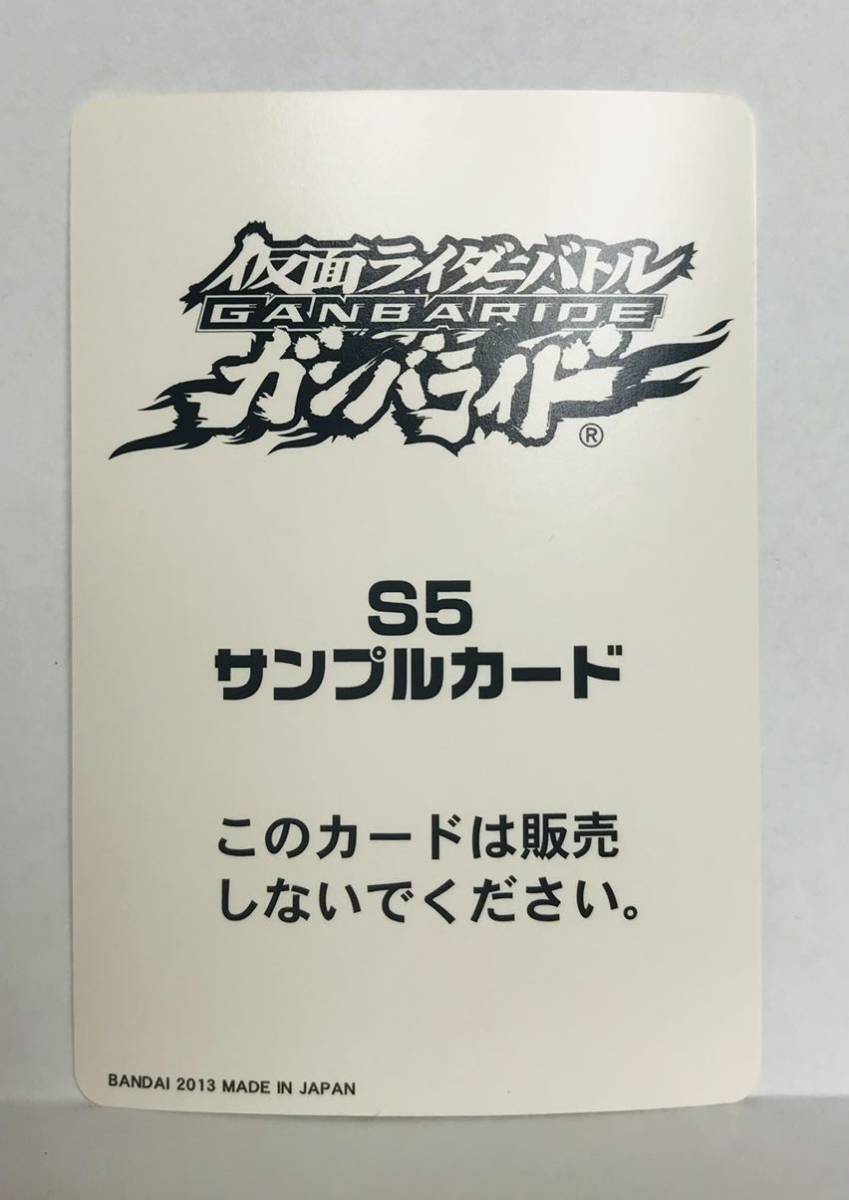 仮面ライダーバトル
GANBARIDE
ガンバライド
®
S5
サンプルカード
このカードは販売
しないでください。
BANDAI 2013 MADE IN JAPAN